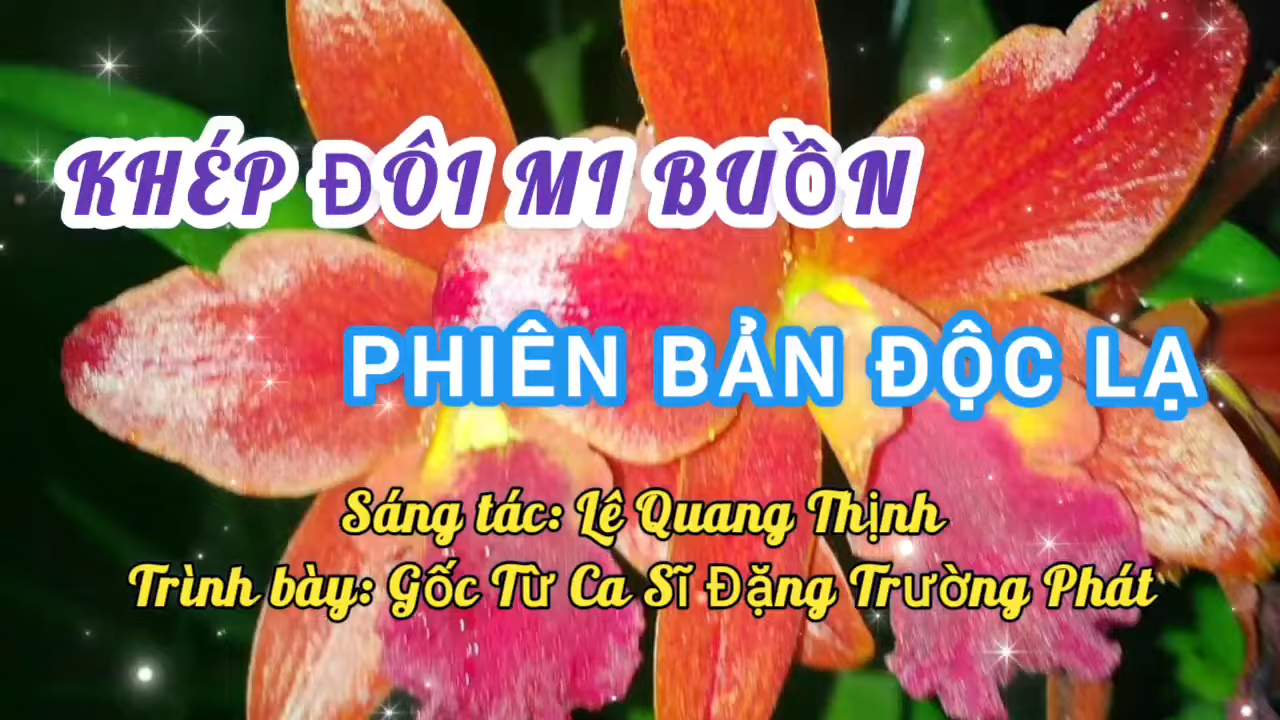 KHÉP ĐÔI MI BUỒN
PHIÊN BẢN ĐỘC LẠ
Sáng tác: Lê Quang Thịnh
Trình bày: Gốc Từ Ca Sĩ Đặng Trường Phát